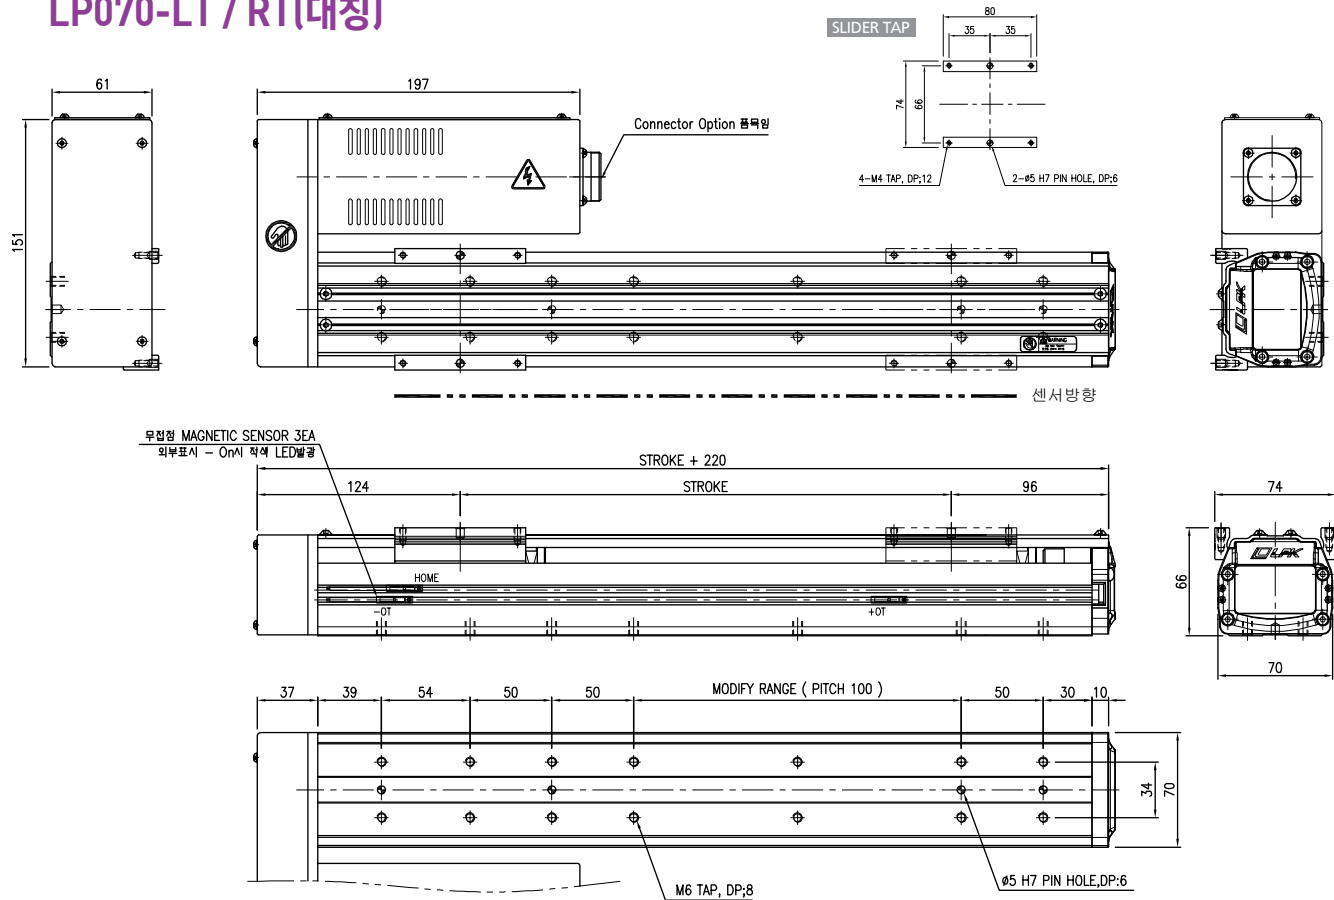 LP070-LT / RT(대칭)
SLIDER TAP
80
35
35
74
66
4-M4 TAP, DP;12
2-ø5 H7 PIN HOLE, DP;6
61
151
197
Connector Option 품목임
WARNING
LAK
센서방향
무접점 MAGNETIC SENSOR 3EA
외부표시 - On시 적색 LED발광
STROKE + 220
124
STROKE
96
HOME
-OT
+OT
74
66
LAK
70
37
39
54
50
50
MODIFY RANGE ( PITCH 100 )
50
30
10
34
70
M6 TAP, DP;8
ø5 H7 PIN HOLE,DP:6